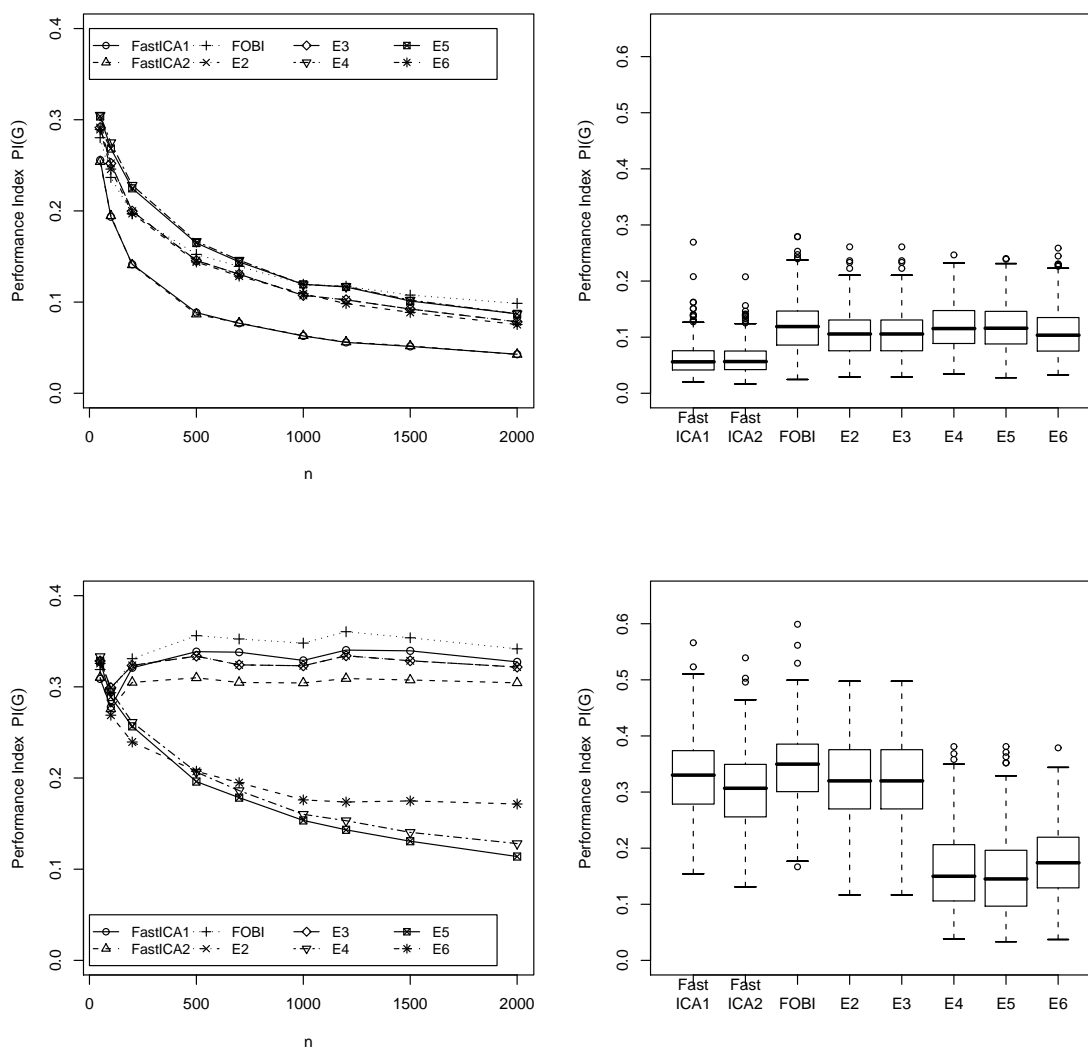 Performance Index PI(G)
0.4
0.3
0.2
0.1
0.0
FastICA1 FOBI E3 E5
FastICA2 E2 E4 E6
0 500 1000 1500 2000
n
Performance Index PI(G)
0.6
0.5
0.4
0.3
0.2
0.1
0.0
Fast ICA1 Fast ICA2 FOBI E2 E3 E4 E5 E6
Performance Index PI(G)
0.4
0.3
0.2
0.1
0.0
FastICA1 FOBI E3 E5
FastICA2 E2 E4 E6
0 500 1000 1500 2000
n
Performance Index PI(G)
0.6
0.5
0.4
0.3
0.2
0.1
0.0
Fast ICA1 Fast ICA2 FOBI E2 E3 E4 E5 E6